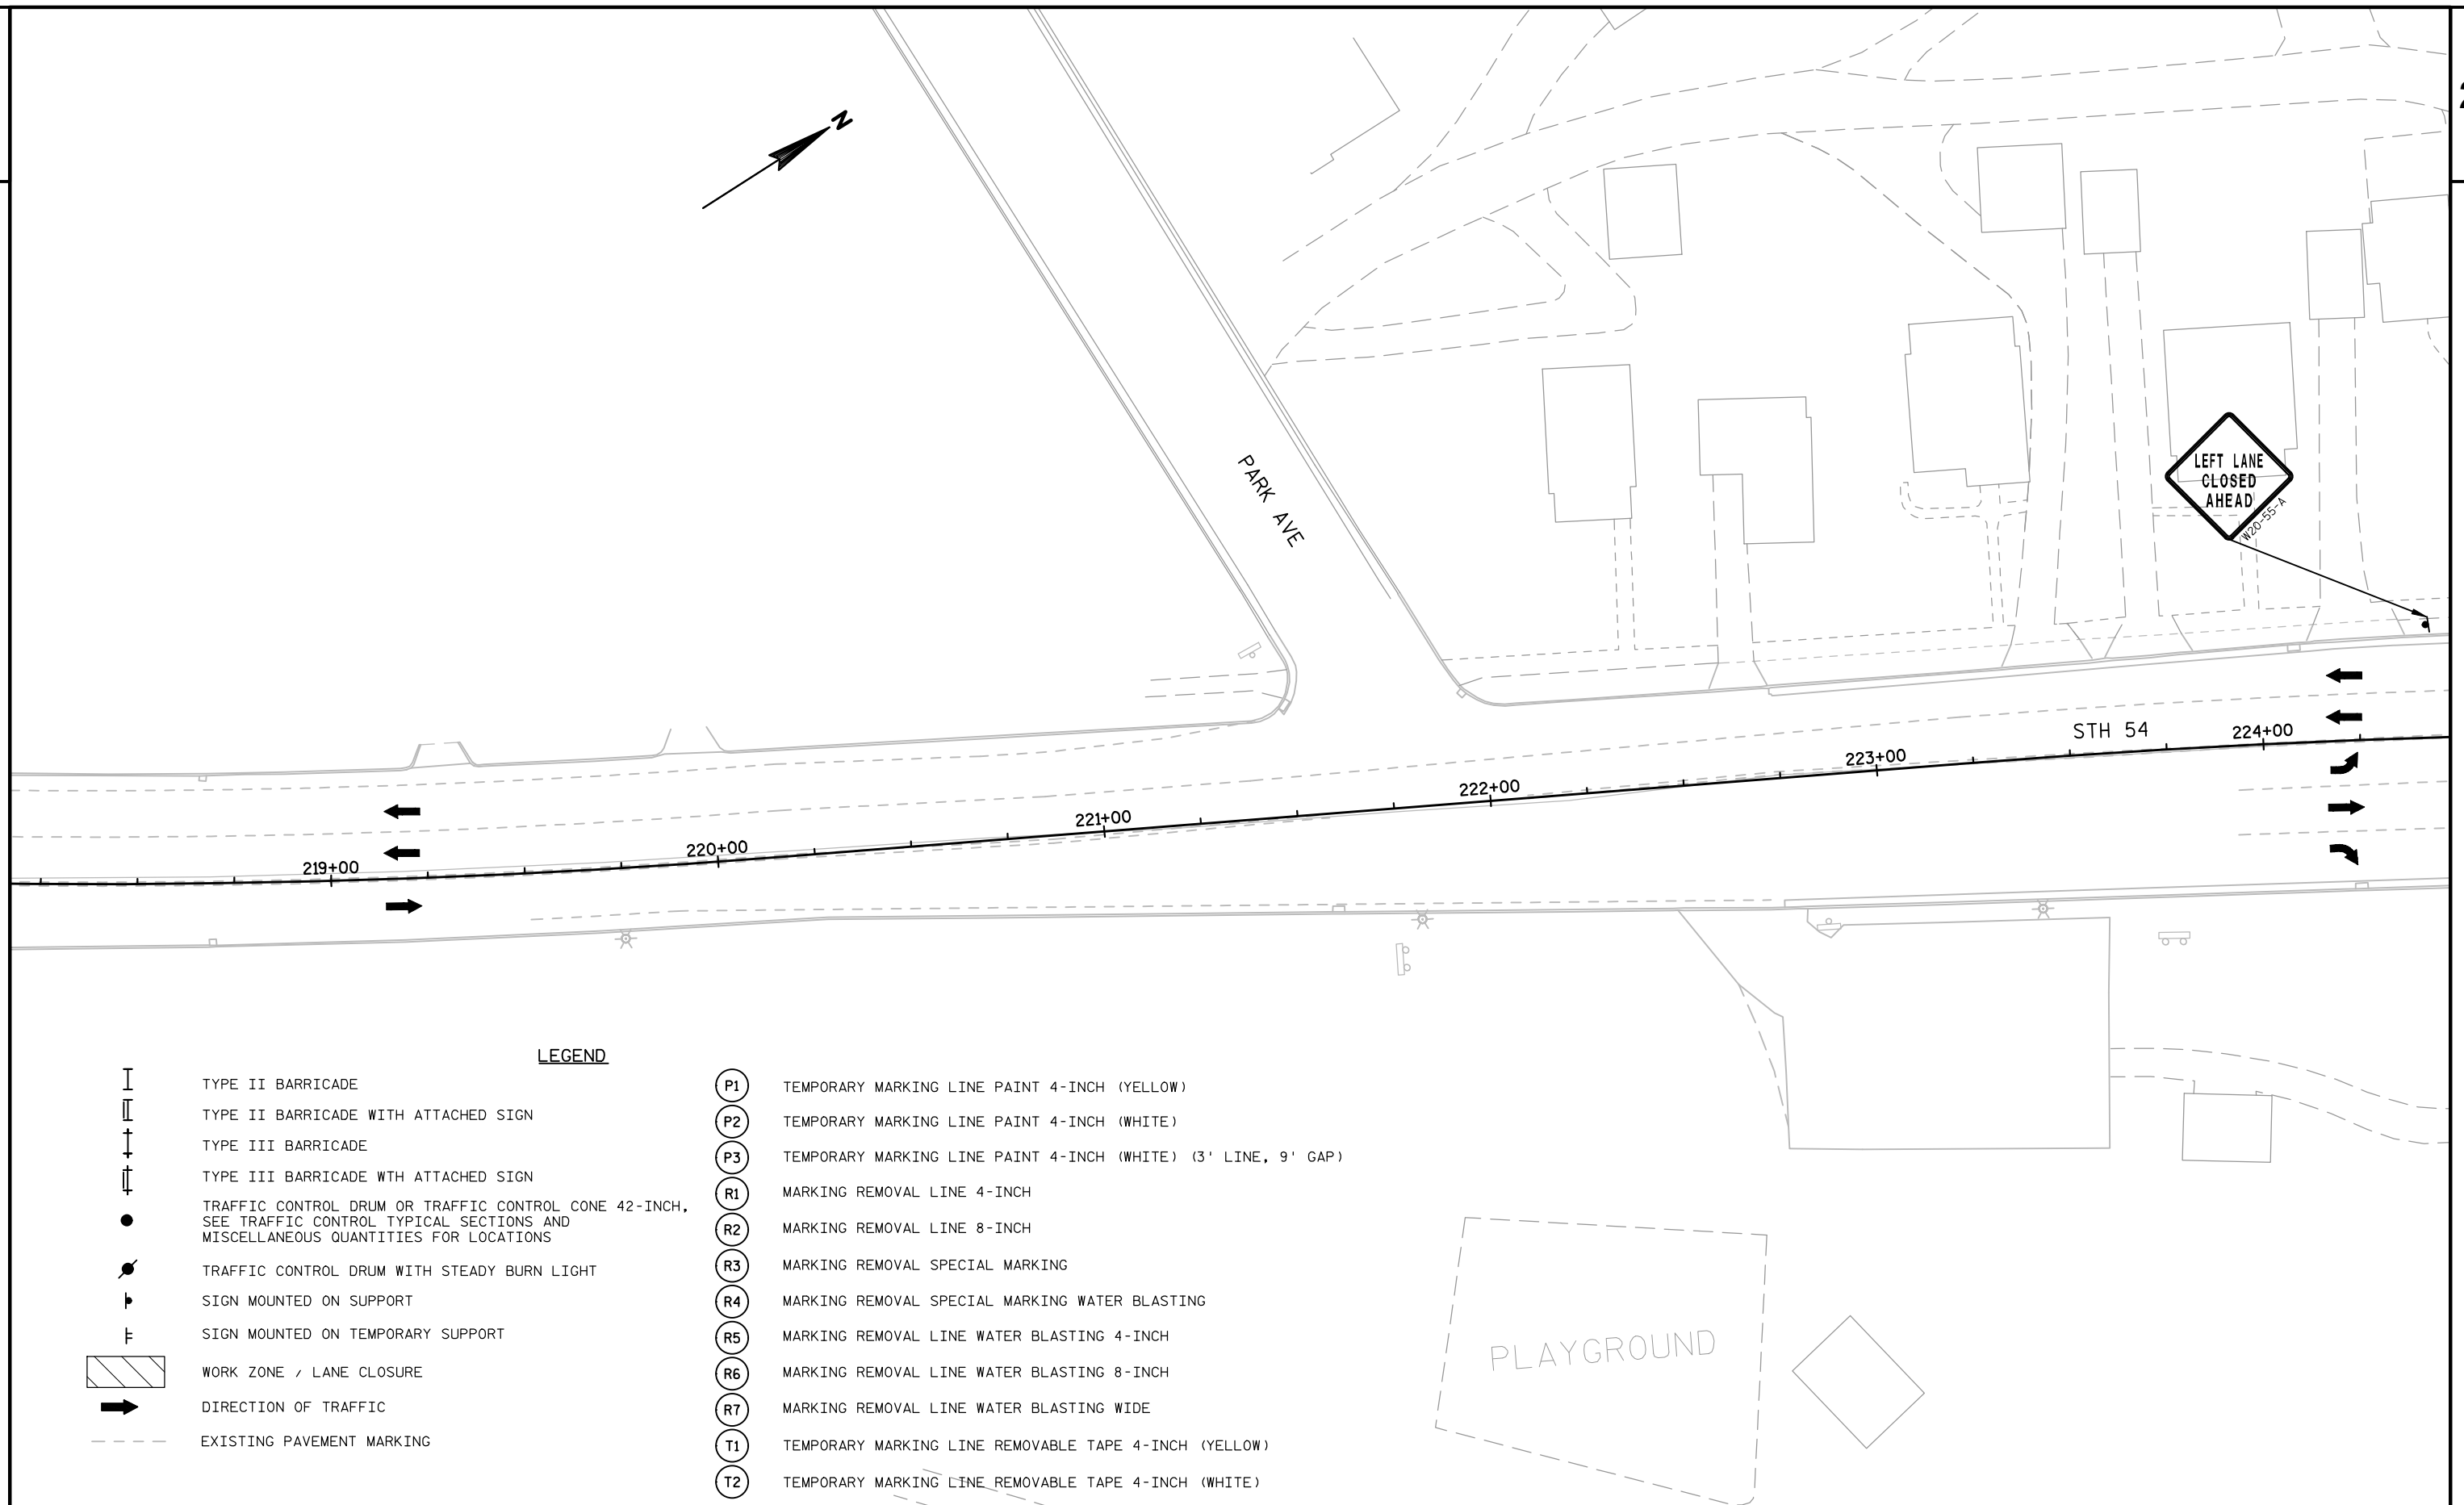 N
PARK AVE
LEFT LANE
CLOSED
AHEAD
W20-55-A
STH 54
224+00
223+00
222+00
221+00
220+00
219+00
LEGEND
TYPE II BARRICADE
TYPE II BARRICADE WITH ATTACHED SIGN
TYPE III BARRICADE
TYPE III BARRICADE WTH ATTACHED SIGN
TRAFFIC CONTROL DRUM OR TRAFFIC CONTROL CONE 42-INCH,
SEE TRAFFIC CONTROL TYPICAL SECTIONS AND
MISCELLANEOUS QUANTITIES FOR LOCATIONS
TRAFFIC CONTROL DRUM WITH STEADY BURN LIGHT
SIGN MOUNTED ON SUPPORT
SIGN MOUNTED ON TEMPORARY SUPPORT
WORK ZONE / LANE CLOSURE
DIRECTION OF TRAFFIC
EXISTING PAVEMENT MARKING
P1 TEMPORARY MARKING LINE PAINT 4-INCH (YELLOW)
P2 TEMPORARY MARKING LINE PAINT 4-INCH (WHITE)
P3 TEMPORARY MARKING LINE PAINT 4-INCH (WHITE) (3' LINE, 9' GAP)
R1 MARKING REMOVAL LINE 4-INCH
R2 MARKING REMOVAL LINE 8-INCH
R3 MARKING REMOVAL SPECIAL MARKING
R4 MARKING REMOVAL SPECIAL MARKING WATER BLASTING
R5 MARKING REMOVAL LINE WATER BLASTING 4-INCH
R6 MARKING REMOVAL LINE WATER BLASTING 8-INCH
R7 MARKING REMOVAL LINE WATER BLASTING WIDE
T1 TEMPORARY MARKING LINE REMOVABLE TAPE 4-INCH (YELLOW)
T2 TEMPORARY MARKING LINE REMOVABLE TAPE 4-INCH (WHITE)
PLAYGROUND